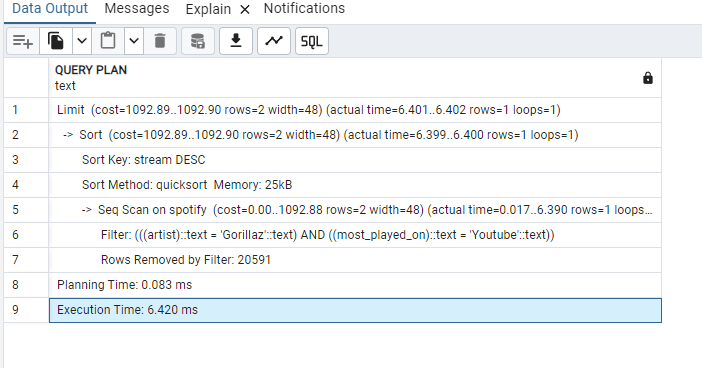 Data Output Messages Explain × Notifications
SQL
QUERY PLAN
text
1 Limit (cost=1092.89..1092.90 rows=2 width=48) (actual time=6.401..6.402 rows=1 loops=1)
2 -> Sort (cost=1092.89..1092.90 rows=2 width=48) (actual time=6.399..6.400 rows=1 loops=1)
3 Sort Key: stream DESC
4 Sort Method: quicksort Memory: 25kB
5 -> Seq Scan on spotify (cost=0.00..1092.88 rows=2 width=48) (actual time=0.017..6.390 rows=1 loops...
6 Filter: (((artist)::text = 'Gorillaz'::text) AND ((most_played_on)::text = 'Youtube'::text))
7 Rows Removed by Filter: 20591
8 Planning Time: 0.083 ms
9 Execution Time: 6.420 ms